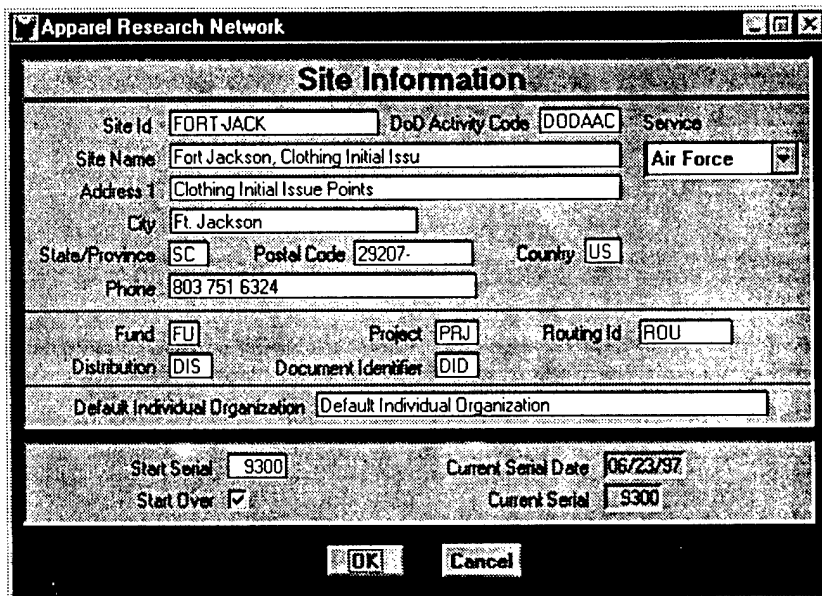 Apparel Research Network
Site Information
Site Id FORT-JACK DoD Activity Code DODAAC Service
Site Name Fort Jackson, Clothing Initial Issu Air Force
Address 1 Clothing Initial Issue Points
City Ft. Jackson
State/Province SC Postal Code 29207- Country US
Phone 803 751 6324
Fund FU Project PRJ Routing Id ROU
Distribution DIS Document Identifier DID
Default Individual Organization Default Individual Organization
Start Serial 9300 Current Serial Date 06/23/97
Start Over Current Serial 9300
OK Cancel